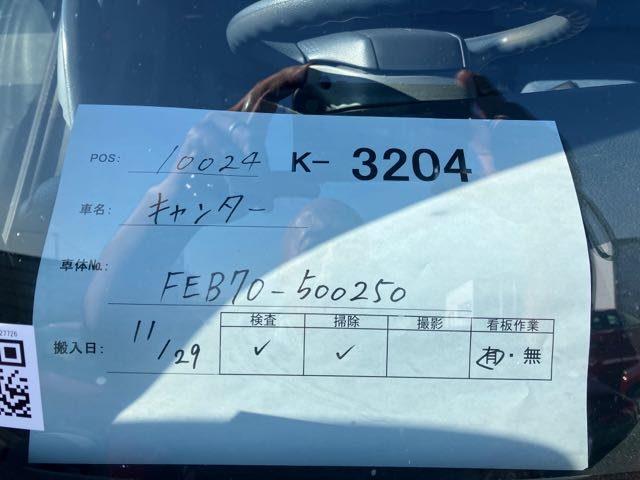 POS: 10024 K-3204
車名: キャンター
車体No.: FEB70-500250
搬入日: 11/29
検査 掃除 撮影 看板作業
✓ ✓ 有・無
27726